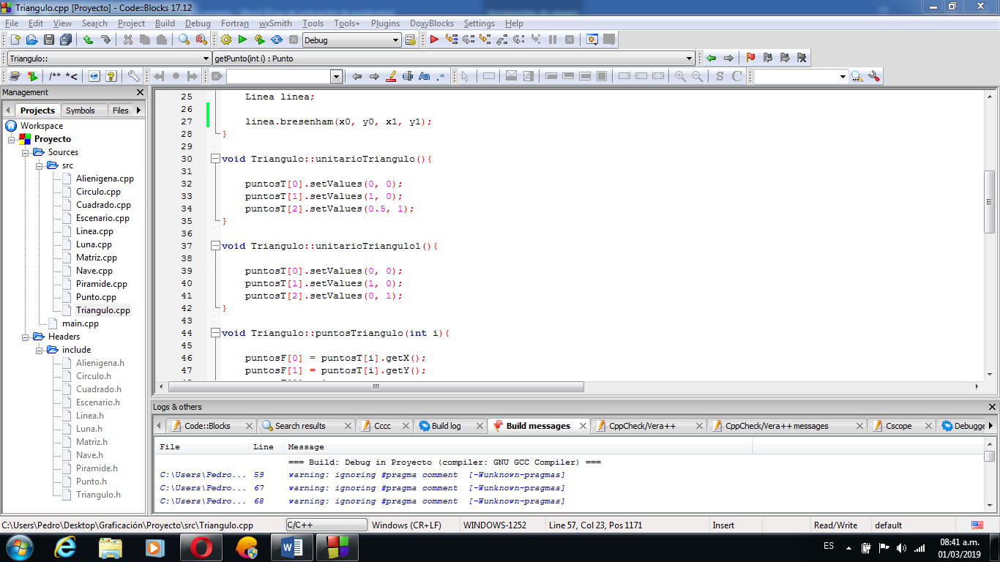 Triangulo.cpp [Proyecto] - Code::Blocks 17.12
File Edit View Search Project Build Debug Fortran wxSmith Tools Tools+ Plugins DoxyBlocks Settings Help
Debug
Triangulo:: getPunto(int i) : Punto
/** *< Aa .* S C
Management
Projects Symbols Files
Workspace
Proyecto
Sources
src
Alienigena.cpp
Circulo.cpp
Cuadrado.cpp
Escenario.cpp
Linea.cpp
Luna.cpp
Matriz.cpp
Nave.cpp
Piramide.cpp
Punto.cpp
Triangulo.cpp
main.cpp
Headers
include
Alienigena.h
Circulo.h
Cuadrado.h
Escenario.h
Linea.h
Luna.h
Matriz.h
Nave.h
Piramide.h
Punto.h
Triangulo.h
25 Linea linea;
26
27 linea.bresenham(x0, y0, x1, y1);
28 }
29
30 void Triangulo::unitarioTriangulo(){
31
32 puntosT[0].setValues(0, 0);
33 puntosT[1].setValues(1, 0);
34 puntosT[2].setValues(0.5, 1);
35 }
36
37 void Triangulo::unitarioTriangulo1(){
38
39 puntosT[0].setValues(0, 0);
40 puntosT[1].setValues(1, 0);
41 puntosT[2].setValues(0, 1);
42 }
43
44 void Triangulo::puntosTriangulo(int i){
45
46 puntosF[0] = puntosT[i].getX();
47 puntosF[1] = puntosT[i].getY();
Logs & others
Code::Blocks Search results Cccc Build log Build messages CppCheck/Vera++ CppCheck/Vera++ messages Cscope Debugge
File Line Message
=== Build: Debug in Proyecto (compiler: GNU GCC Compiler) ===
C:\Users\Pedro... 59 warning: ignoring #pragma comment [-Wunknown-pragmas]
C:\Users\Pedro... 67 warning: ignoring #pragma comment [-Wunknown-pragmas]
C:\Users\Pedro... 68 warning: ignoring #pragma comment [-Wunknown-pragmas]
C:\Users\Pedro\Desktop\Graficación\Proyecto\src\Triangulo.cpp C/C++ Windows (CR+LF) WINDOWS-1252 Line 57, Col 23, Pos 1171 Insert Read/Write default
ES 08:41 a.m.
01/03/2019